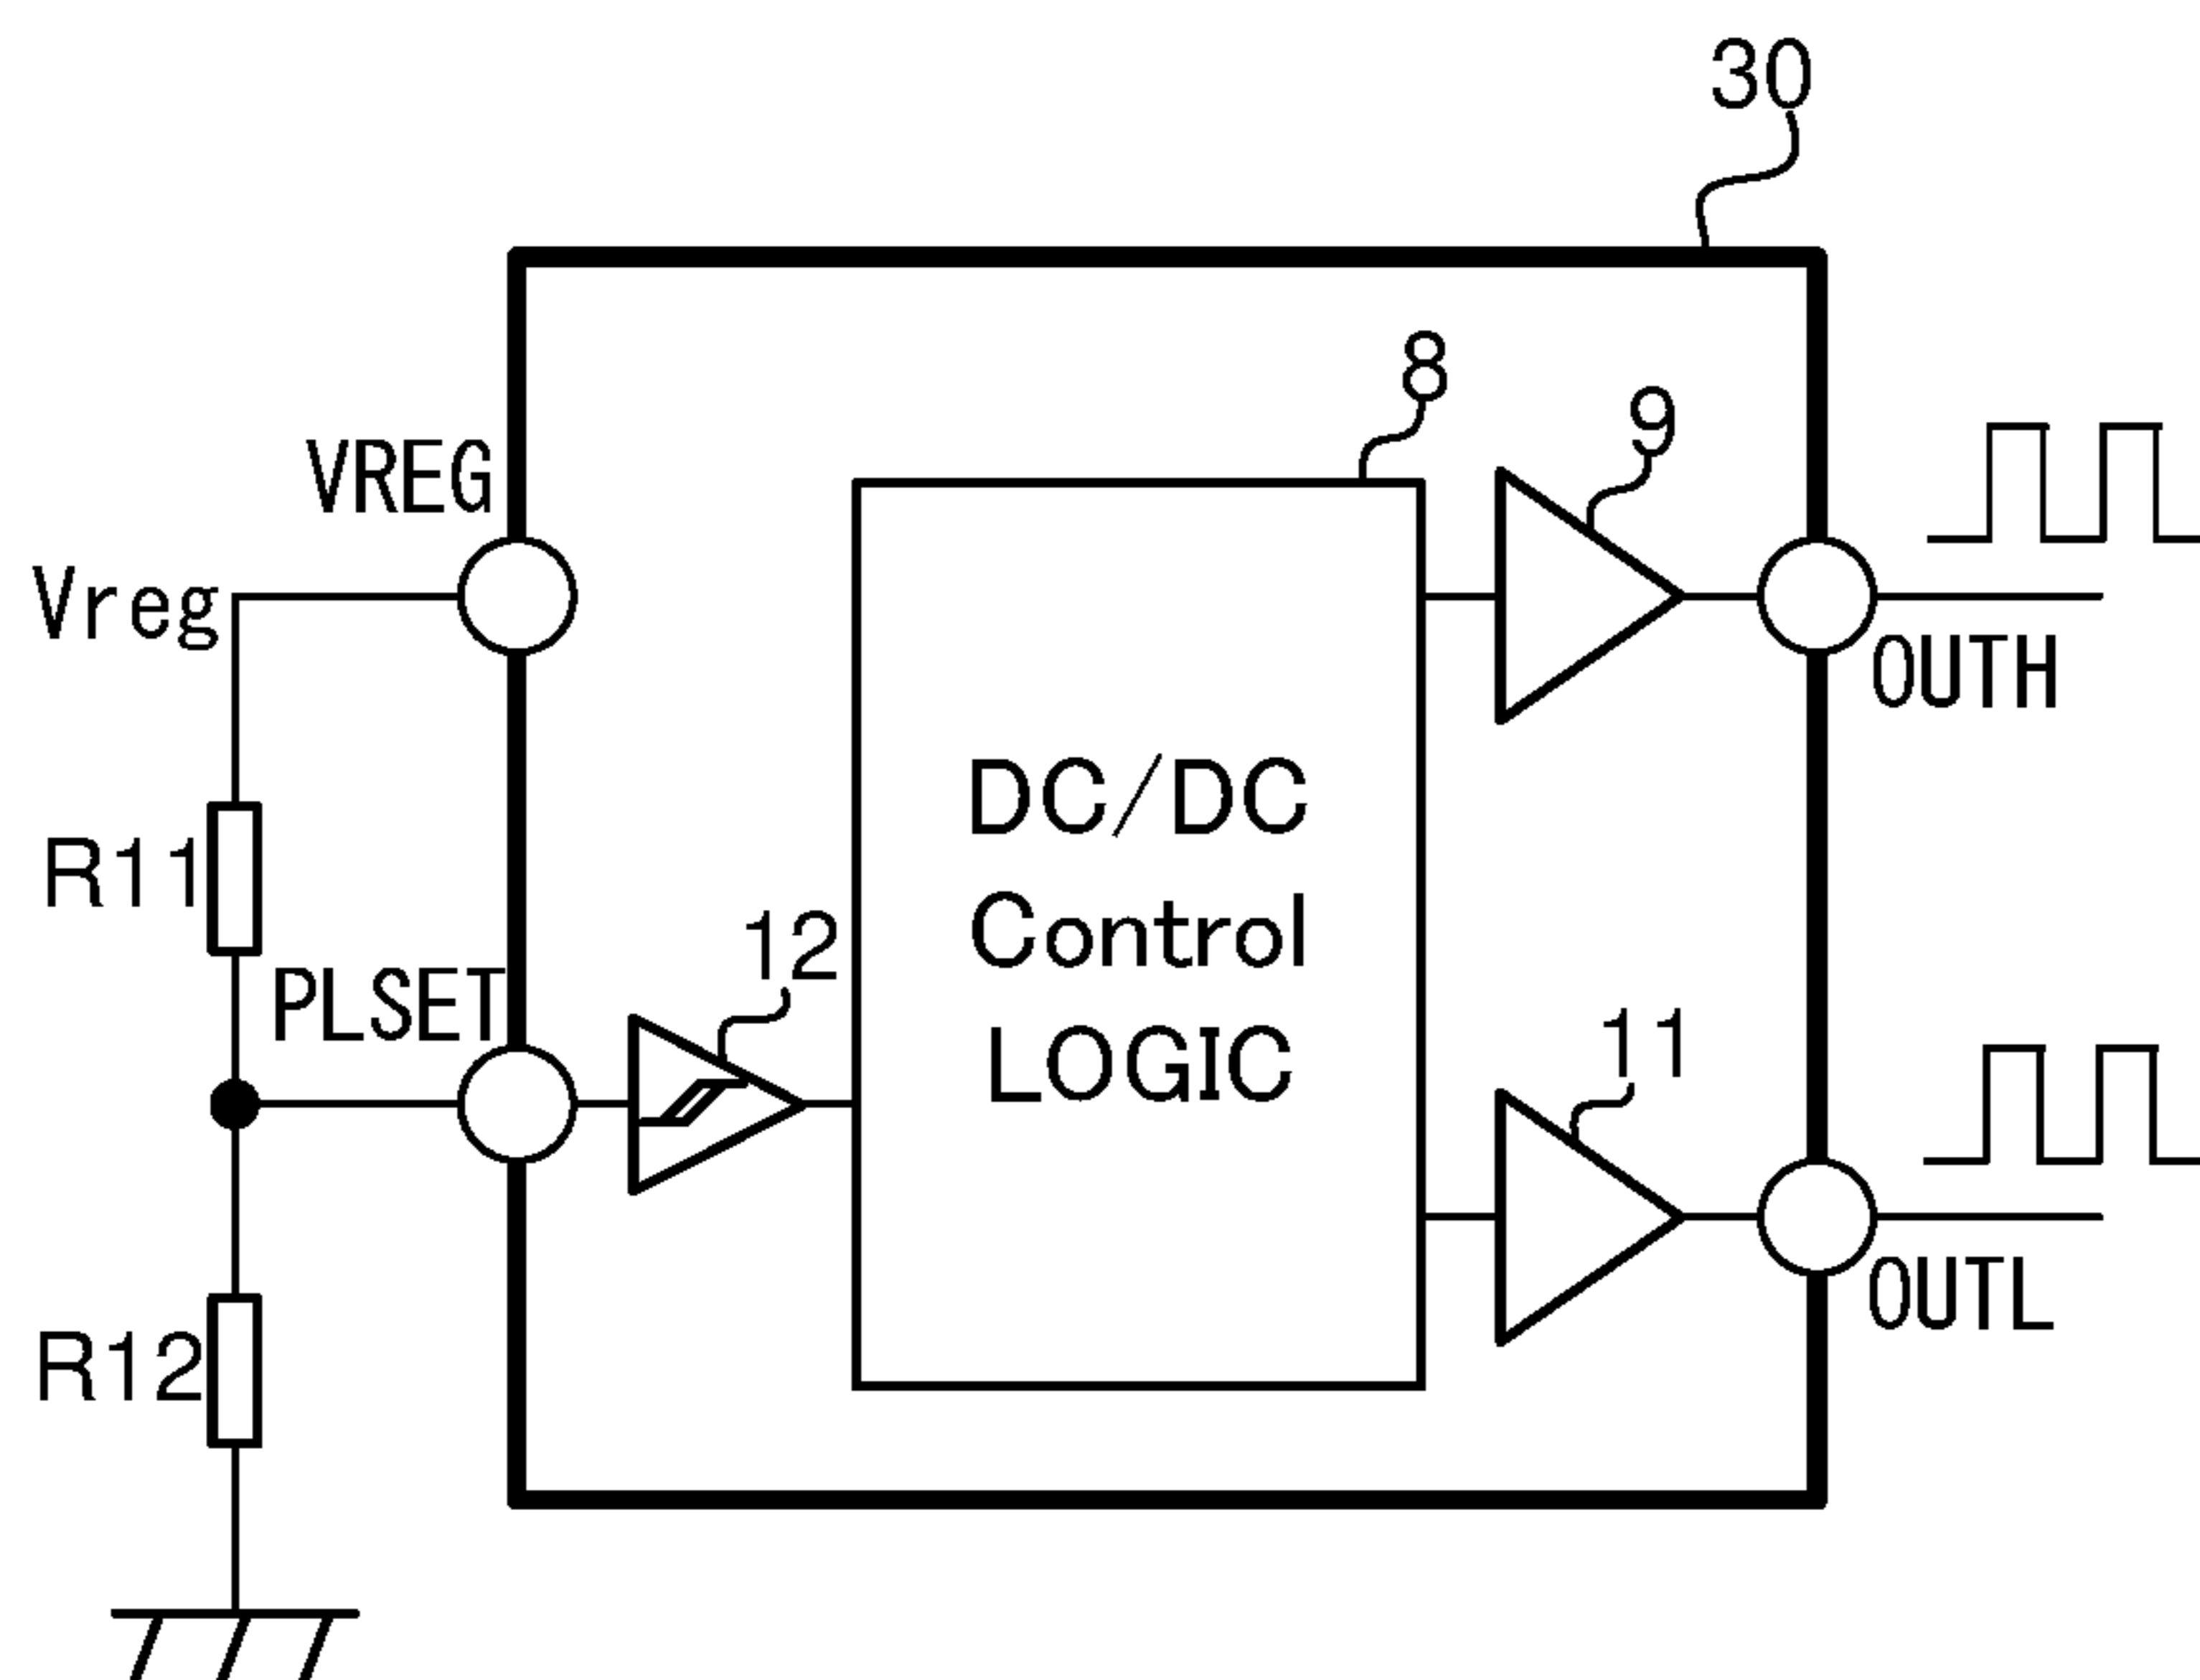 30
8
9
VREG
Vreg
OUTH
DC/DC
Control
LOGIC
R11
12
PLSET
11
OUTL
R12